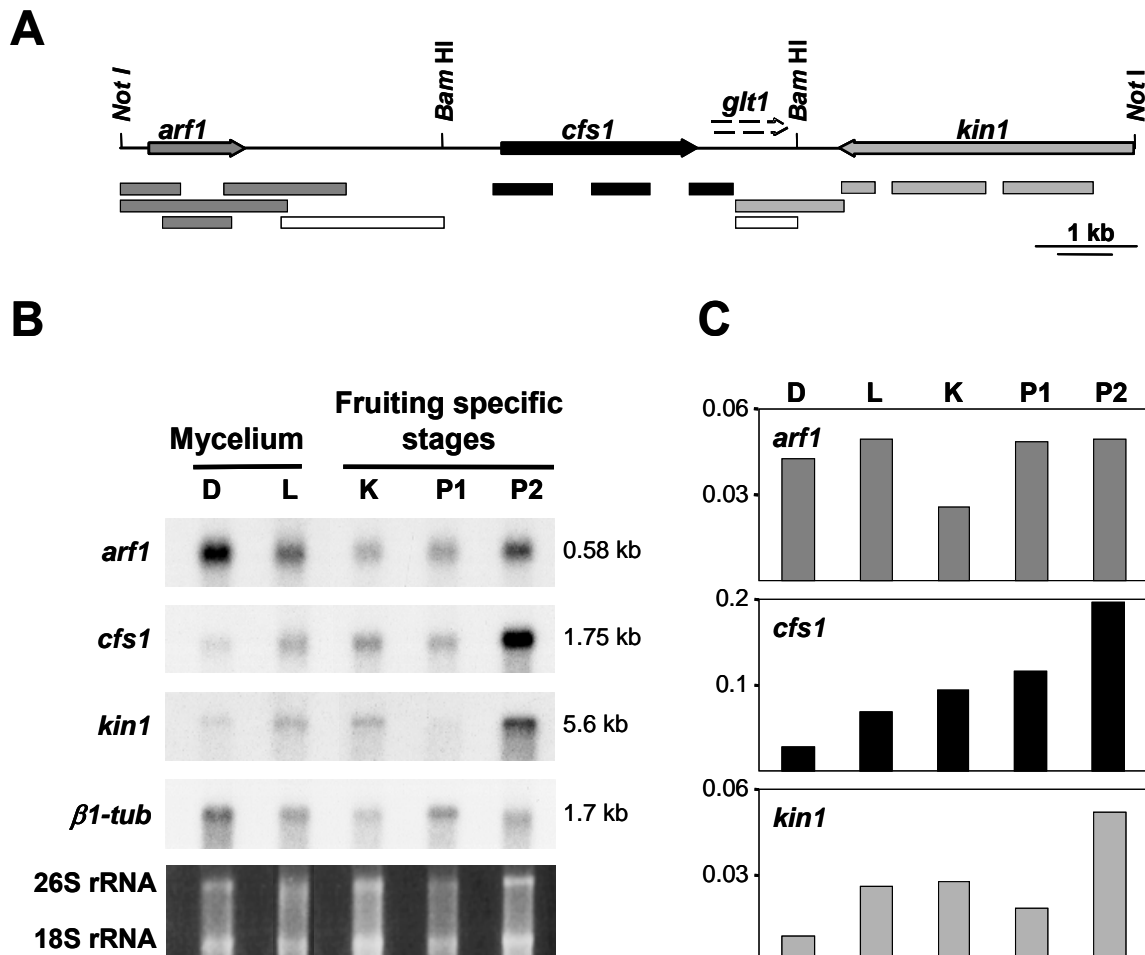 A
Not I
arf1
Bam HI
cfs1
glt1
Bam HI
kin1
Not I
1 kb
B
Mycelium
Fruiting specific
stages
D L K P1 P2
arf1 0.58 kb
cfs1 1.75 kb
kin1 5.6 kb
β1-tub 1.7 kb
26S rRNA
18S rRNA
C
D L K P1 P2
0.06
arf1
0.03
0.2
cfs1
0.1
0.06
kin1
0.03